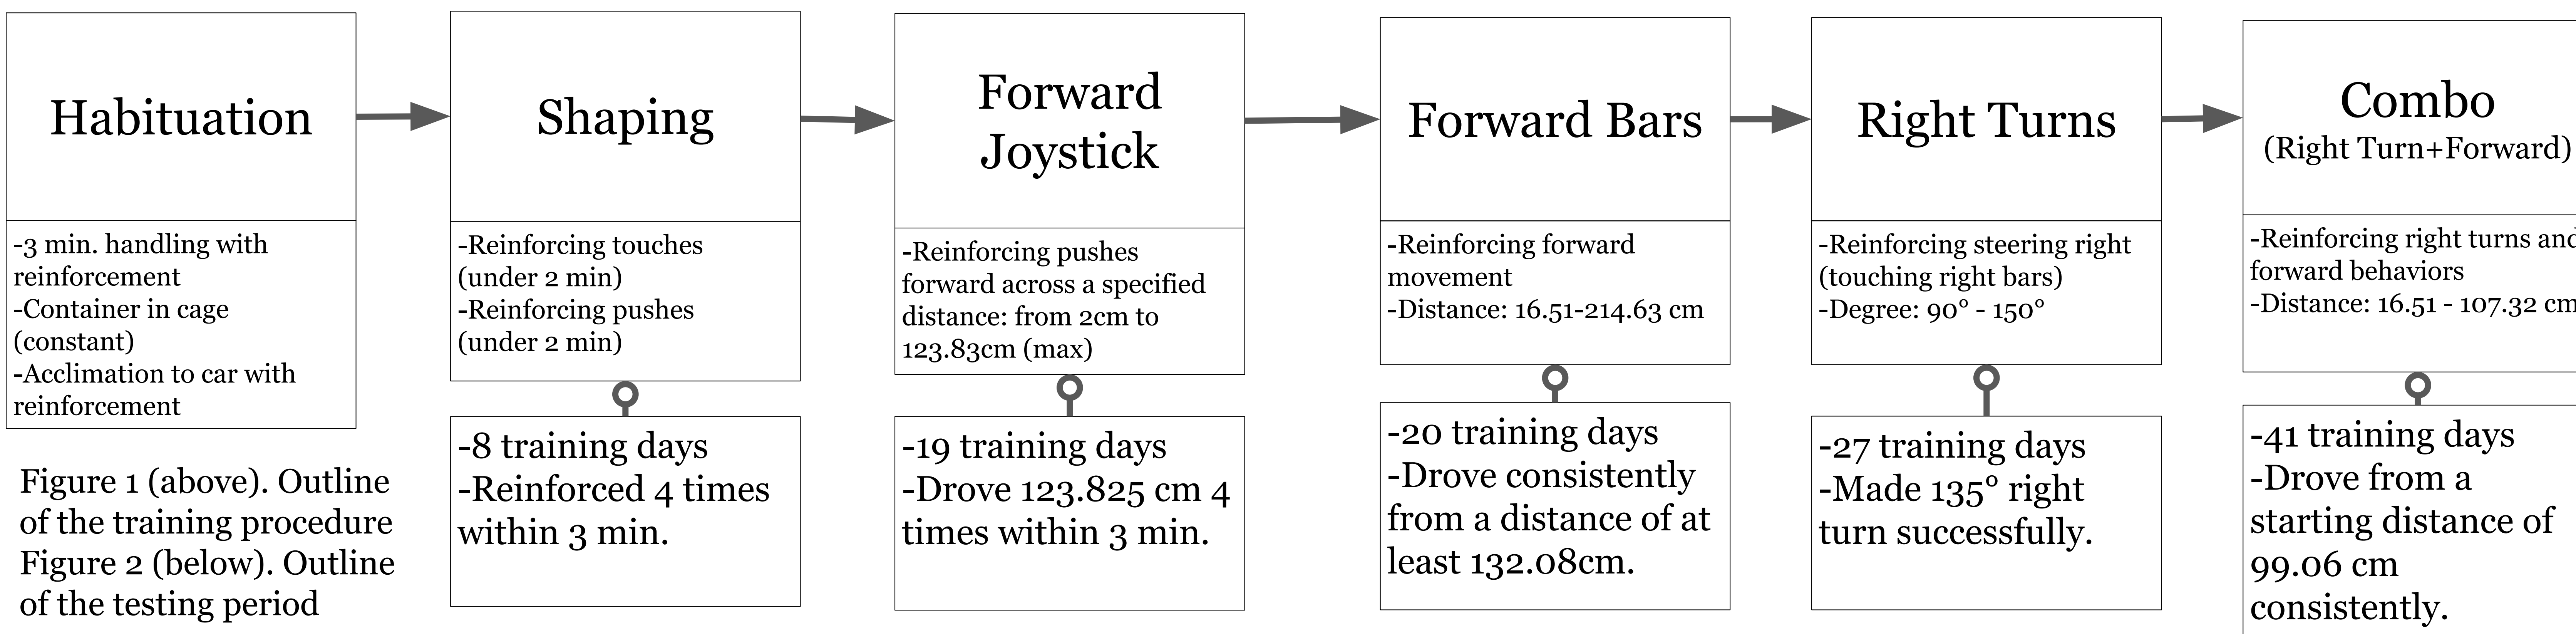 Habituation
-3 min. handling with
reinforcement
-Container in cage
(constant)
-Acclimation to car with
reinforcement
Shaping
-Reinforcing touches
(under 2 min)
-Reinforcing pushes
(under 2 min)
-8 training days
-Reinforced 4 times
within 3 min.
Forward
Joystick
-Reinforcing pushes
forward across a specified
distance: from 2cm to
123.83cm (max)
-19 training days
-Drove 123.825 cm 4
times within 3 min.
Forward Bars
-Reinforcing forward
movement
-Distance: 16.51-214.63 cm
-20 training days
-Drove consistently
from a distance of at
least 132.08cm.
Right Turns
-Reinforcing steering right
(touching right bars)
-Degree: 90° - 150°
-27 training days
-Made 135° right
turn successfully.
Combo
(Right Turn+Forward)
-Reinforcing right turns and
forward behaviors
-Distance: 16.51 - 107.32 cm
-41 training days
-Drove from a
starting distance of
99.06 cm
consistently.
Figure 1 (above). Outline
of the training procedure
Figure 2 (below). Outline
of the testing period